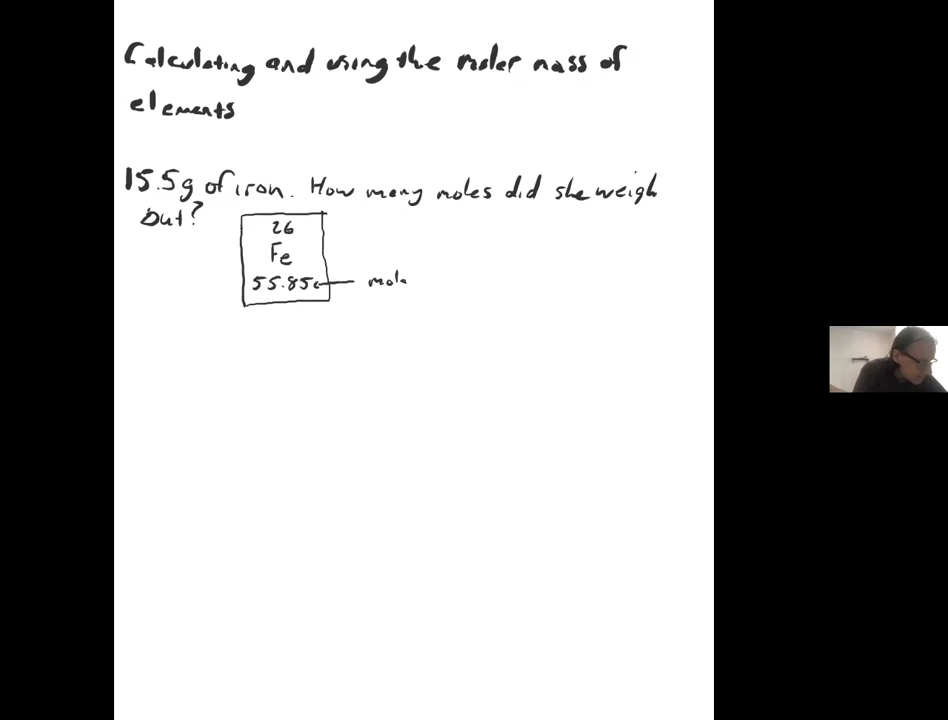 Calculating and using the molar mass of
elements
15.5g of iron. How many moles did she weigh
out?
26
Fe
55.85 mola